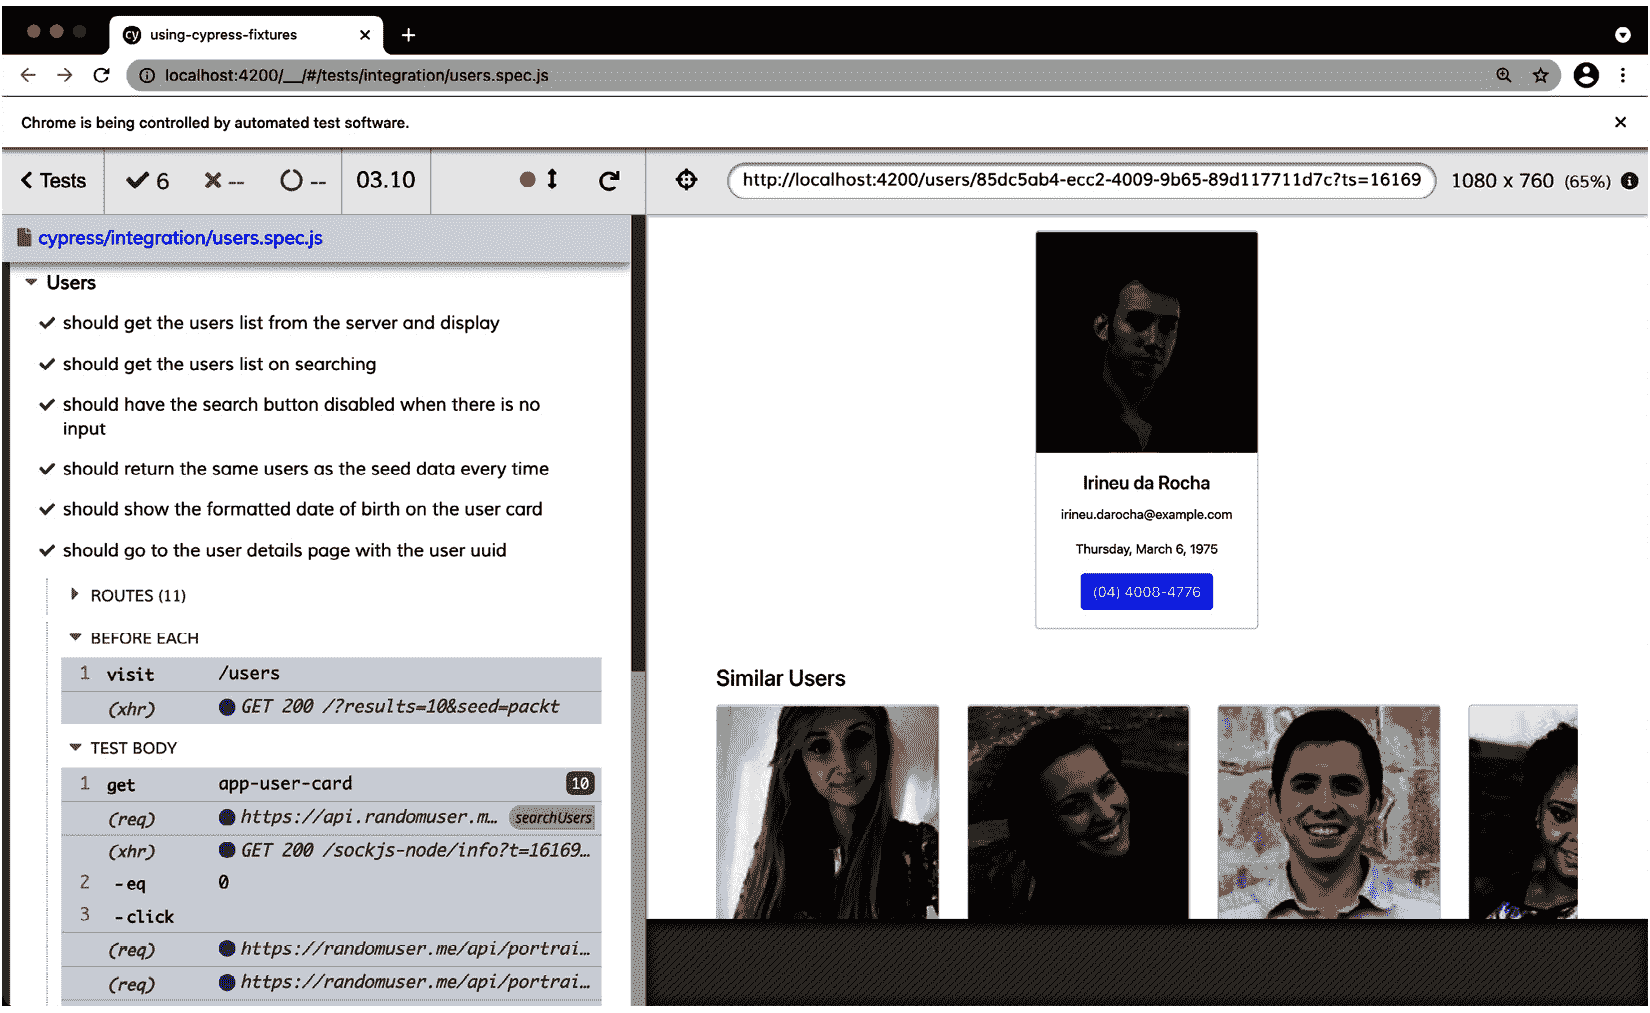 cy using-cypress-fixtures
localhost:4200/__/#/tests/integration/users.spec.js
Chrome is being controlled by automated test software.
Tests 6 -- -- 03.10
http://localhost:4200/users/85dc5ab4-ecc2-4009-9b65-89d117711d7c?ts=16169 1080 x 760 (65%)
cypress/integration/users.spec.js
Users
should get the users list from the server and display
should get the users list on searching
should have the search button disabled when there is no
input
should return the same users as the seed data every time
should show the formatted date of birth on the user card
should go to the user details page with the user uuid
ROUTES (11)
BEFORE EACH
1 visit /users
(xhr) GET 200 /?results=10&seed=packt
TEST BODY
1 get app-user-card 10
(req) https://api.randomuser.m... searchUsers
(xhr) GET 200 /sockjs-node/info?t=16169...
2 -eq 0
3 -click
(req) https://randomuser.me/api/portrai...
(req) https://randomuser.me/api/portrai...
Irineu da Rocha
irineu.darocha@example.com
Thursday, March 6, 1975
(04) 4008-4776
Similar Users